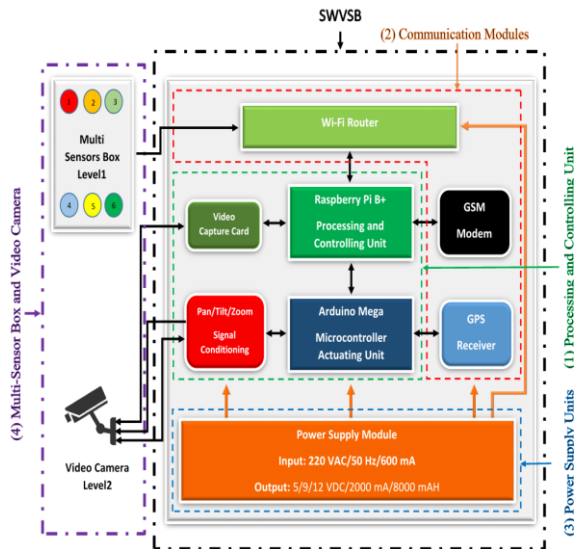 SWVSB
(2) Communication Modules
1
2
3
Multi
Sensors Box
Level1
4
5
6
Wi-Fi Router
Video
Capture Card
Raspberry Pi B+
Processing and
Controlling Unit
GSM
Modem
Pan/Tilt/Zoom
Signal
Conditioning
Arduino Mega
Microcontroller
Actuating Unit
GPS
Receiver
Power Supply Module
Input: 220 VAC/50 Hz/600 mA
Output: 5/9/12 VDC/2000 mA/8000 mAH
Video Camera
Level2
(4) Multi-Sensor Box and Video Camera
(1) Processing and Controlling Unit
(3) Power Supply Units